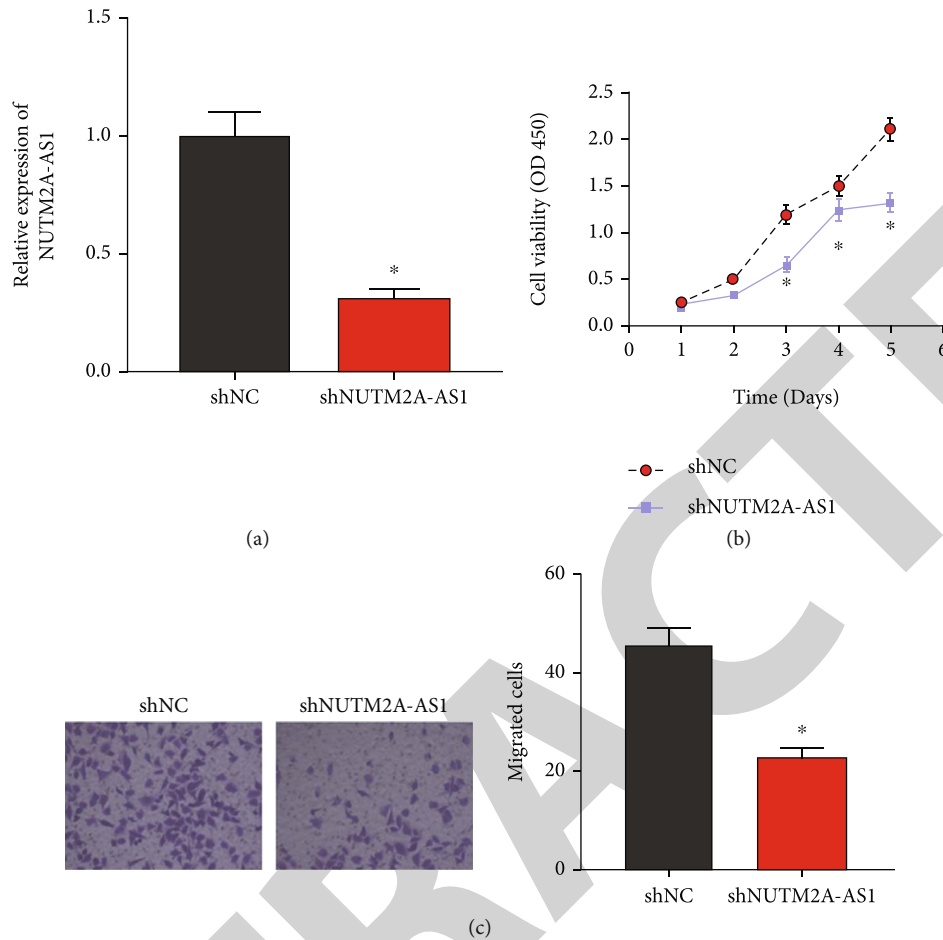 1.5
1.0
0.5
0.0
Relative expression of
NUTM2A-AS1
*
shNC
shNUTM2A-AS1
(a)
2.5
2.0
1.5
1.0
0.5
0.0
Cell viability (OD 450)
*
*
*
0
1
2
3
4
5
6
Time (Days)
shNC
shNUTM2A-AS1
(b)
shNC
shNUTM2A-AS1
60
40
20
0
Migrated cells
*
shNC
shNUTM2A-AS1
(c)
RACTE